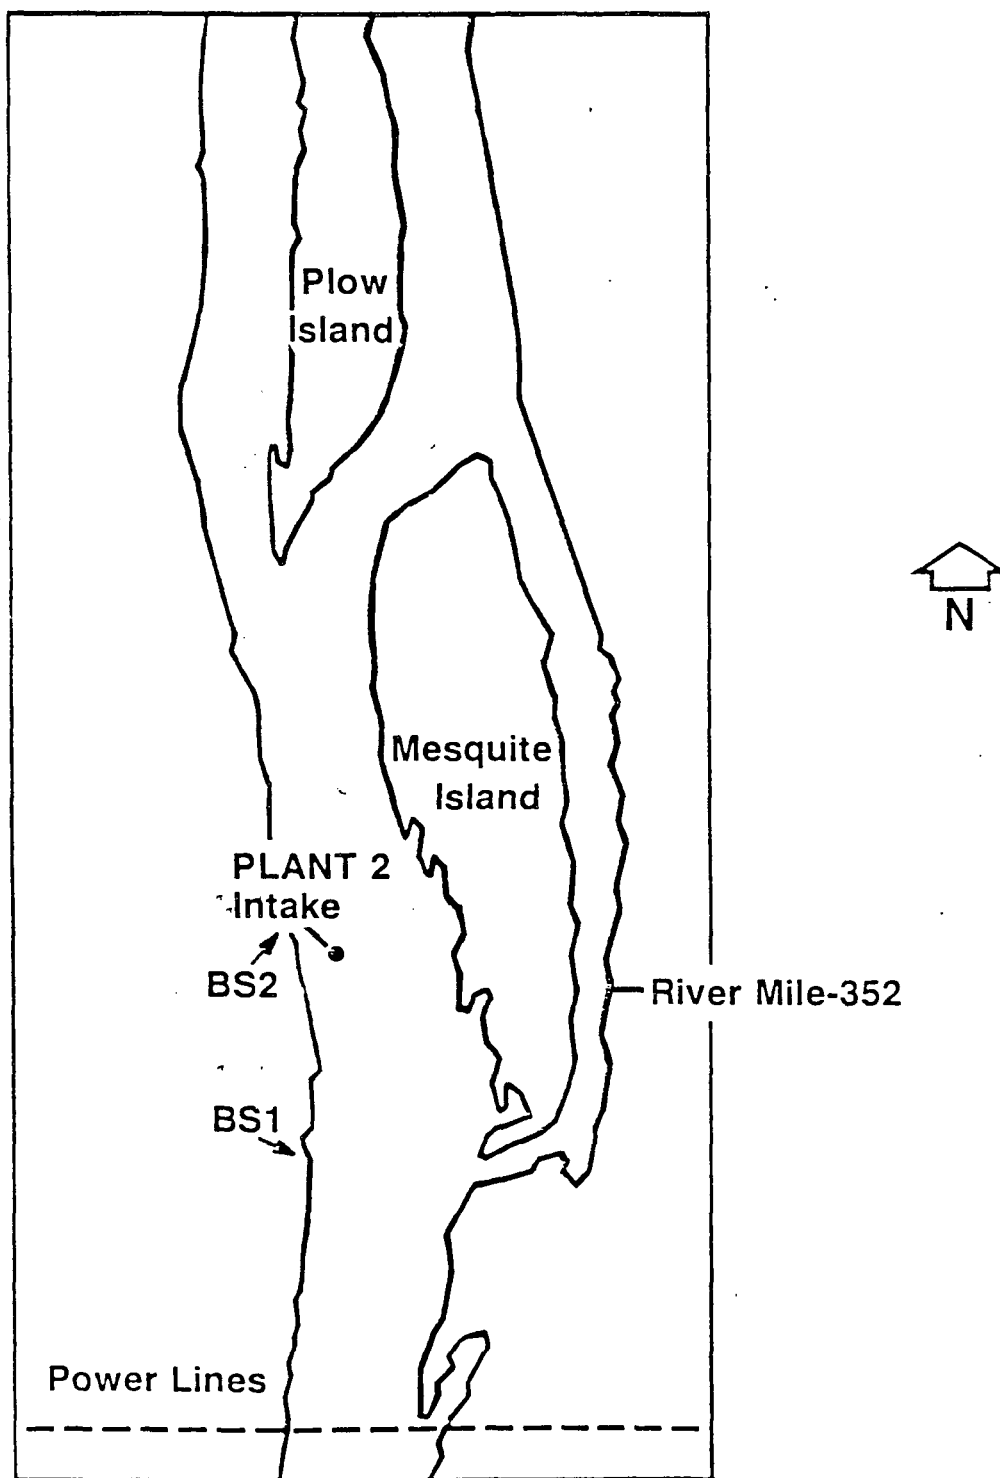 Plow
Island
N
Mesquite
Island
PLANT 2
Intake
BS2
River Mile-352
BS1
Power Lines